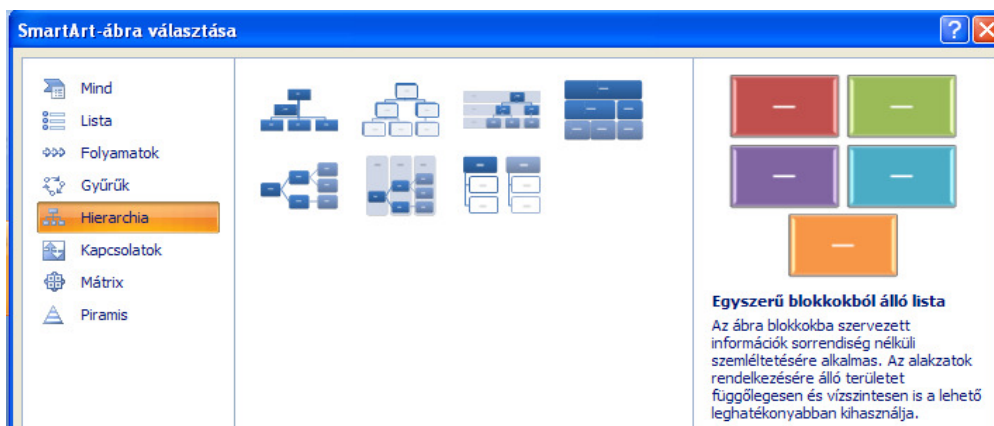 SmartArt-ábra választása
Mind
Lista
Folyamatok
Gyűrűk
Hierarchia
Kapcsolatok
Mátrix
Piramis
Egyszerű blokkokból álló lista
Az ábra blokkokba szervezett
információk sorrendiség nélküli
szemléltetésére alkalmas. Az alakzatok
rendelkezésére álló területet
függőlegesen és vízszintesen is a lehető
leghatékonyabban kihasználja.